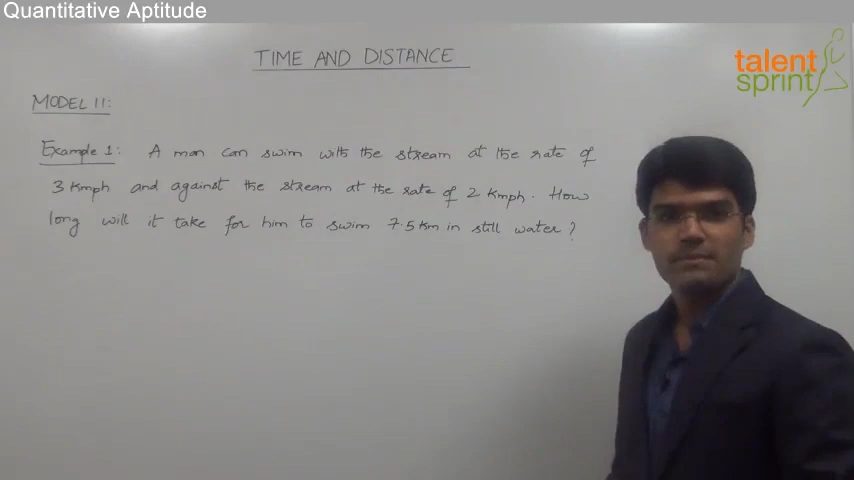 Quantitative Aptitude
TIME AND DISTANCE
talent
sprint
MODEL 11:
Example 1: A man can swim with the stream at the rate of
3 Kmph and against the stream at the rate of 2 Kmph. How
long will it take for him to swim 7.5 Km in still water?